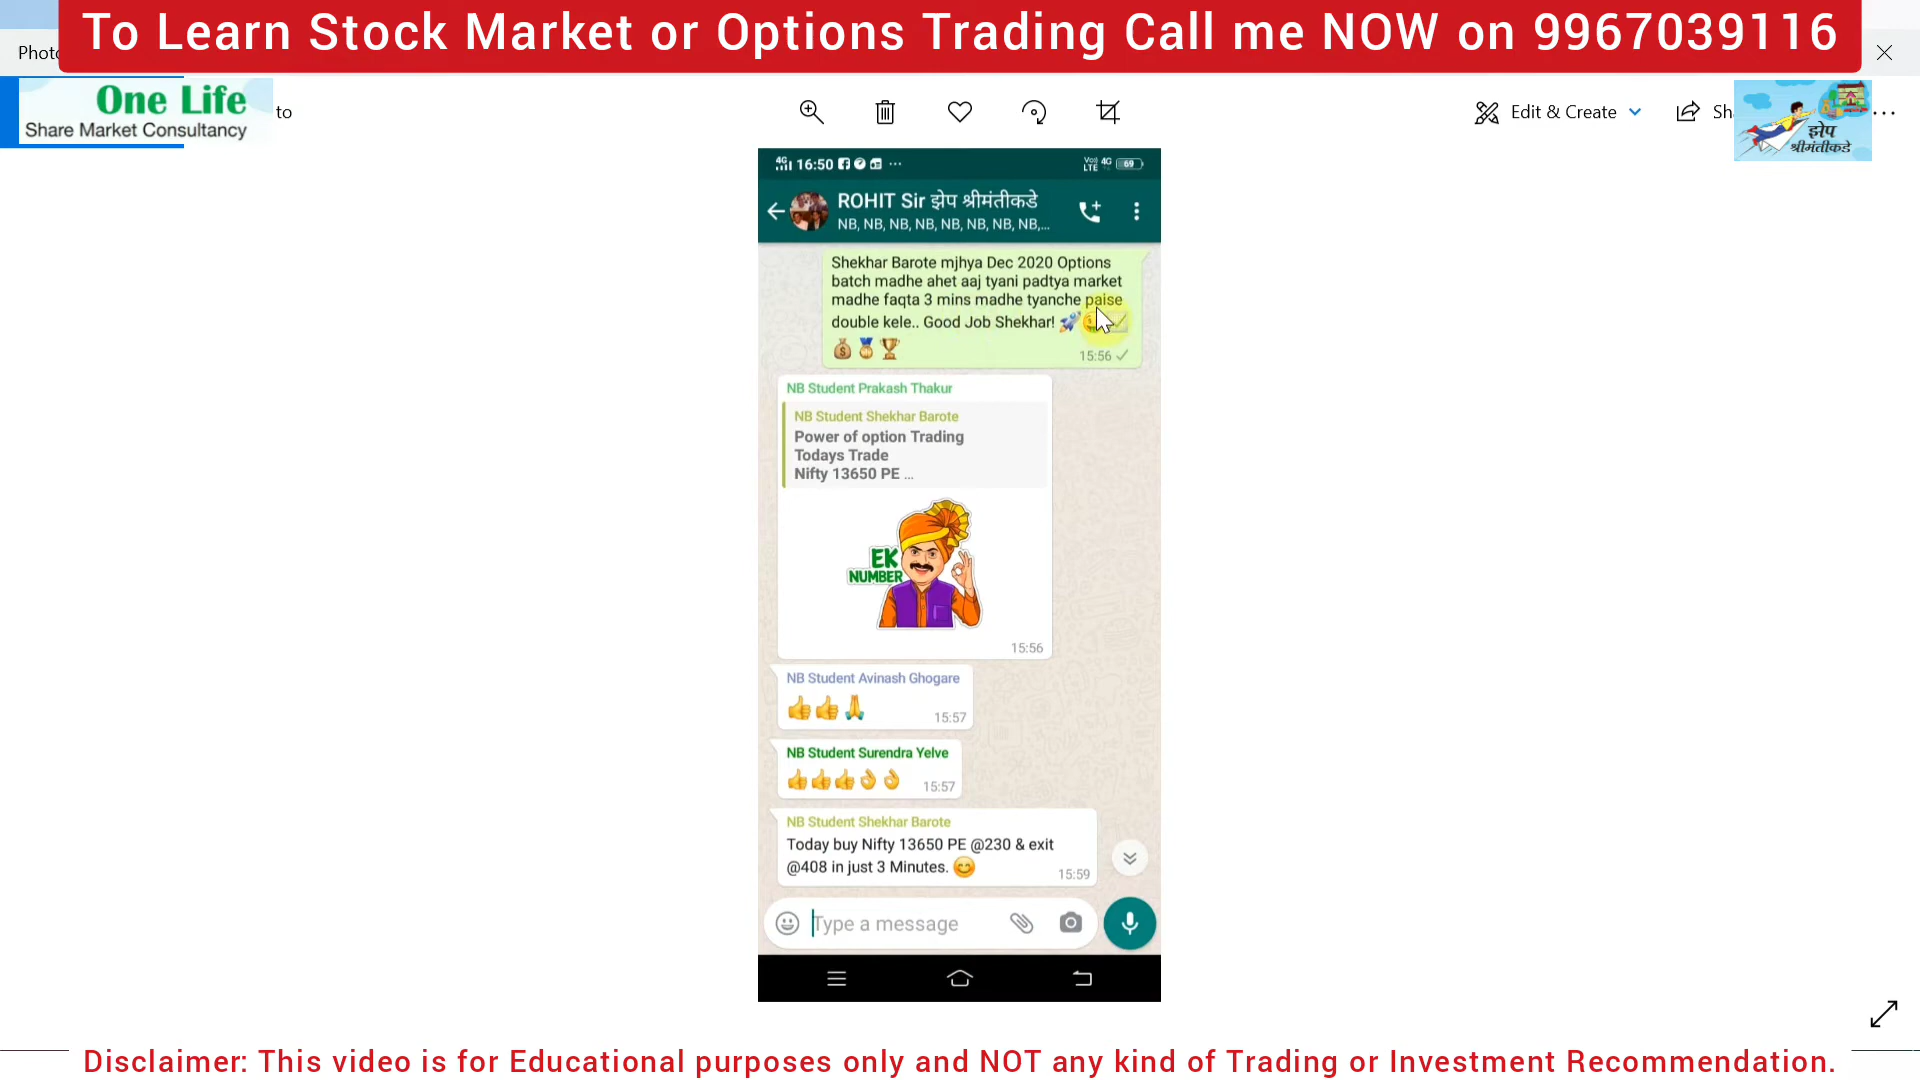 To Learn Stock Market or Options Trading Call me NOW on 9967039116
One Life
Share Market Consultancy
to
Edit & Create
झेप
श्रीमंतीकडे
4G 16:50
VoLTE 4G 69
ROHIT Sir झेप श्रीमंतीकडे
NB, NB, NB, NB, NB, NB, NB, NB,...
Shekhar Barote mjhya Dec 2020 Options
batch madhe ahet aaj tyani padtya market
madhe faqta 3 mins madhe tyanche paise
double kele.. Good Job Shekhar! 🚀💰
💰🏅🏆
15:56
NB Student Prakash Thakur
NB Student Shekhar Barote
Power of option Trading
Todays Trade
Nifty 13650 PE ...
EK
NUMBER
15:56
NB Student Avinash Ghogare
👍👍🙏 15:57
NB Student Surendra Yelve
👍👍👍👌👌 15:57
NB Student Shekhar Barote
Today buy Nifty 13650 PE @230 & exit
@408 in just 3 Minutes. 😊
15:59
Type a message
Disclaimer: This video is for Educational purposes only and NOT any kind of Trading or Investment Recommendation.